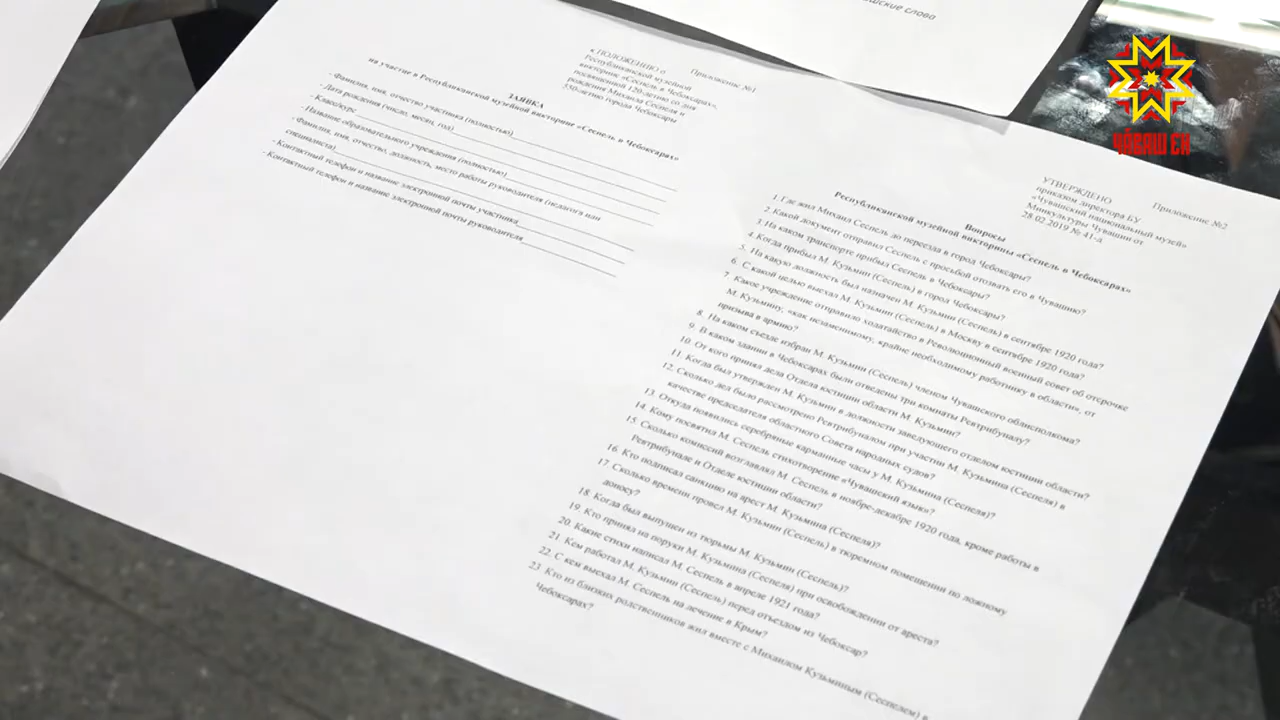 шские слова
ЧӐВАШ ЕН
Приложение №1
к ПОЛОЖЕНИЮ о
Республиканской музейной
викторине «Сеспель в Чебоксарах»,
посвящённой 120-летию со дня
рождения Михаила Сеспеля и
550-летию города Чебоксары
ЗАЯВКА
на участие в Республиканской музейной викторине «Сеспель в Чебоксарах»
- Фамилия, имя, отчество участника (полностью)
- Дата рождения (число, месяц, год)
- Класс/курс
- Название образовательного учреждения (полностью)
- Фамилия, имя, отчество, должность, место работы руководителя (педагога или
специалиста)
- Контактный телефон и название электронной почты участника
- Контактный телефон и название электронной почты руководителя
Приложение №2
УТВЕРЖДЕНО
приказом директора БУ
«Чувашский национальный музей»
Минкультуры Чувашии от
28.02.2019 № 41-д
Вопросы
Республиканской музейной викторины «Сеспель в Чебоксарах»
1. Где жил Михаил Сеспель до переезда в город Чебоксары?
2. Какой документ отправил Сеспель с просьбой отозвать его в Чувашию?
3. На каком транспорте прибыл Сеспель в Чебоксары?
4. Когда прибыл М. Кузьмин (Сеспель) в город Чебоксары?
5. На какую должность был назначен М. Кузьмин (Сеспель) в сентябре 1920 года?
6. С какой целью выехал М. Кузьмин (Сеспель) в Москву в сентябре 1920 года?
7. Какое учреждение отправило ходатайство в Революционный военный совет об отсрочке
М. Кузьмину, «как незаменимому, крайне необходимому работнику в области», от
призыва в армию?
8. На каком съезде избран М. Кузьмин (Сеспель) членом Чувашского облисполкома?
9. В каком здании в Чебоксарах были отведены три комнаты Ревтрибуналу?
10. От кого принял дела Отдела юстиции области М. Кузьмин?
11. Когда был утвержден М. Кузьмин в должности заведующего отделом юстиции области?
12. Сколько дел было рассмотрено Ревтрибуналом при участии М. Кузьмина (Сеспеля) в
качестве председателя областного Совета народных судов?
13. Откуда появились серебряные карманные часы у М. Кузьмина (Сеспеля)?
14. Кому посвятил М. Сеспель стихотворение «Чувашский язык»?
15. Сколько комиссий возглавлял М. Сеспель в ноябре-декабре 1920 года, кроме работы в
Ревтрибунале и Отделе юстиции области?
16. Кто подписал санкцию на арест М. Кузьмина (Сеспеля)?
17. Сколько времени провел М. Кузьмин (Сеспель) в тюремном помещении по ложному
доносу?
18. Когда был выпущен из тюрьмы М. Кузьмин (Сеспель)?
19. Кто принял на поруки М. Кузьмина (Сеспеля) при освобождении от ареста?
20. Какие стихи написал М. Сеспель в апреле 1921 года?
21. Кем работал М. Кузьмин (Сеспель) перед отъездом из Чебоксар?
22. С кем выехал М. Сеспель на лечение в Крым?
23. Кто из близких родственников жил вместе с Михаилом Кузьминым (Сеспелем) в
Чебоксарах?